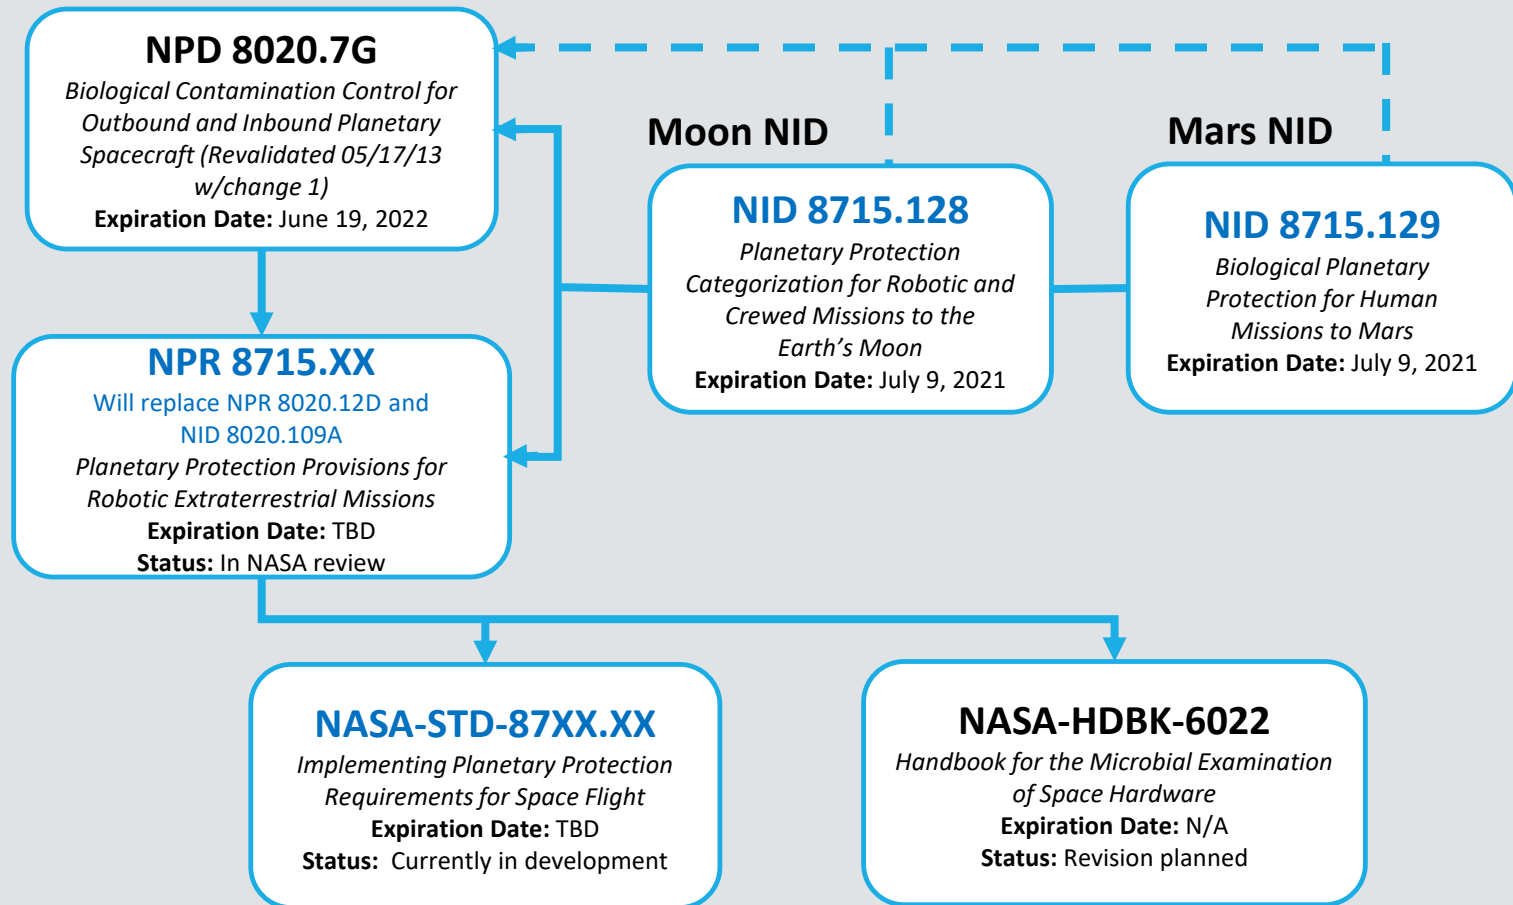 NPD 8020.7G
Biological Contamination Control for
Outbound and Inbound Planetary
Spacecraft (Revalidated 05/17/13
w/change 1)
Expiration Date: June 19, 2022
Moon NID
NID 8715.128
Planetary Protection
Categorization for Robotic and
Crewed Missions to the
Earth’s Moon
Expiration Date: July 9, 2021
Mars NID
NID 8715.129
Biological Planetary
Protection for Human
Missions to Mars
Expiration Date: July 9, 2021
NPR 8715.XX
Will replace NPR 8020.12D and
NID 8020.109A
Planetary Protection Provisions for
Robotic Extraterrestrial Missions
Expiration Date: TBD
Status: In NASA review
NASA-STD-87XX.XX
Implementing Planetary Protection
Requirements for Space Flight
Expiration Date: TBD
Status: Currently in development
NASA-HDBK-6022
Handbook for the Microbial Examination
of Space Hardware
Expiration Date: N/A
Status: Revision planned